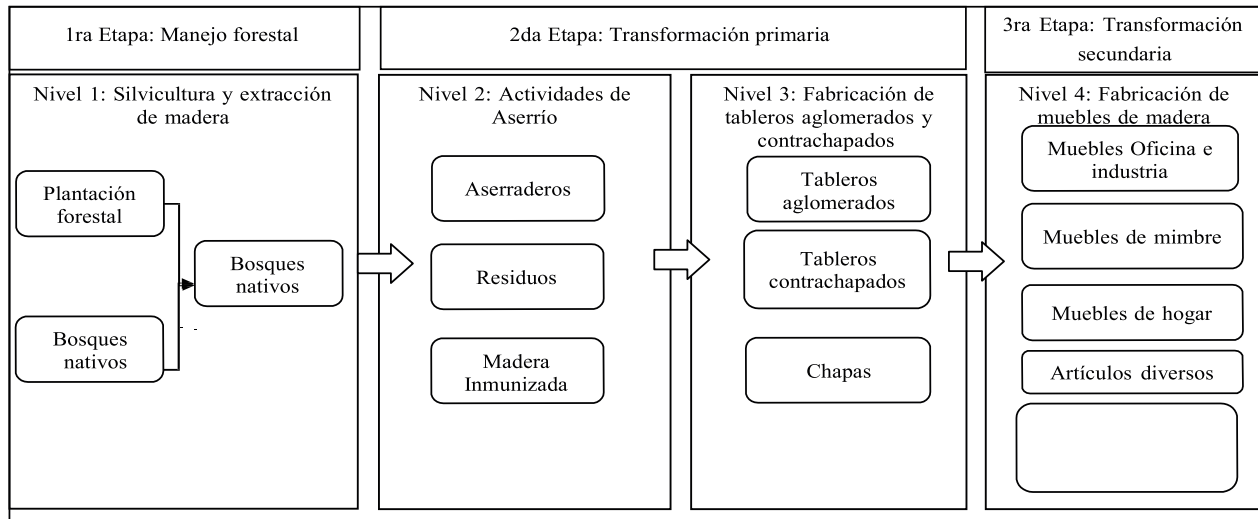 1ra Etapa: Manejo forestal
2da Etapa: Transformación primaria
3ra Etapa: Transformación
secundaria
Nivel 1: Silvicultura y extracción
de madera
Plantación
forestal
Bosques
nativos
Bosques
nativos
Nivel 2: Actividades de
Aserrío
Aserraderos
Residuos
Madera
Inmunizada
Nivel 3: Fabricación de
tableros aglomerados y
contrachapados
Tableros
aglomerados
Tableros
contrachapados
Chapas
Nivel 4: Fabricación de
muebles de madera
Muebles Oficina e
industria
Muebles de mimbre
Muebles de hogar
Artículos diversos